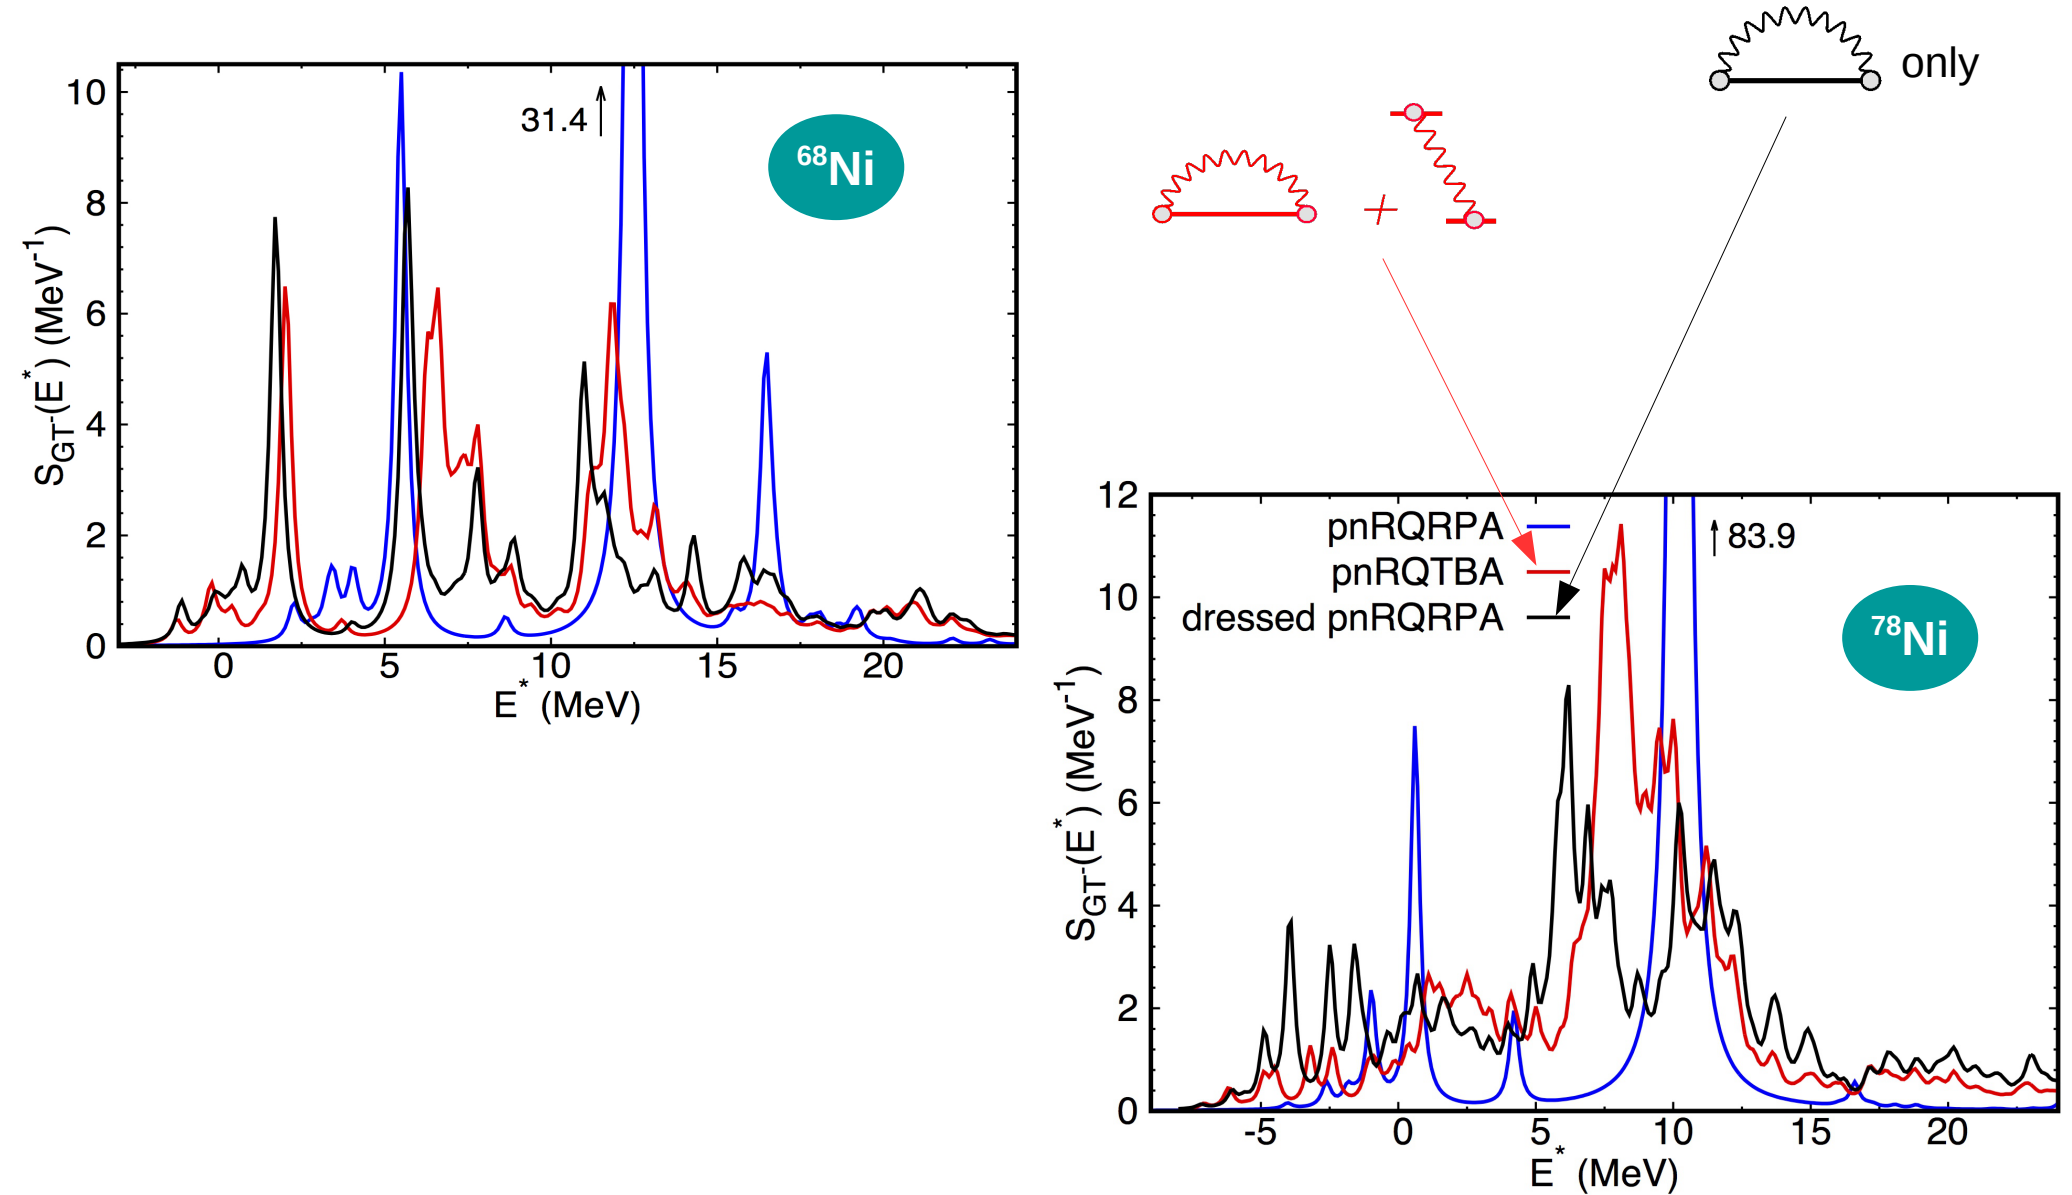 only
+
10
8
6
4
2
0
0 5 10 15 20
S_GT-(E*) (MeV^-1)
E* (MeV)
31.4
⁶⁸Ni
12
10
8
6
4
2
0
-5 0 5 10 15 20
S_GT-(E*) (MeV^-1)
E* (MeV)
pnRQRPA
pnRQTBA
dressed pnRQRPA
83.9
⁷⁸Ni